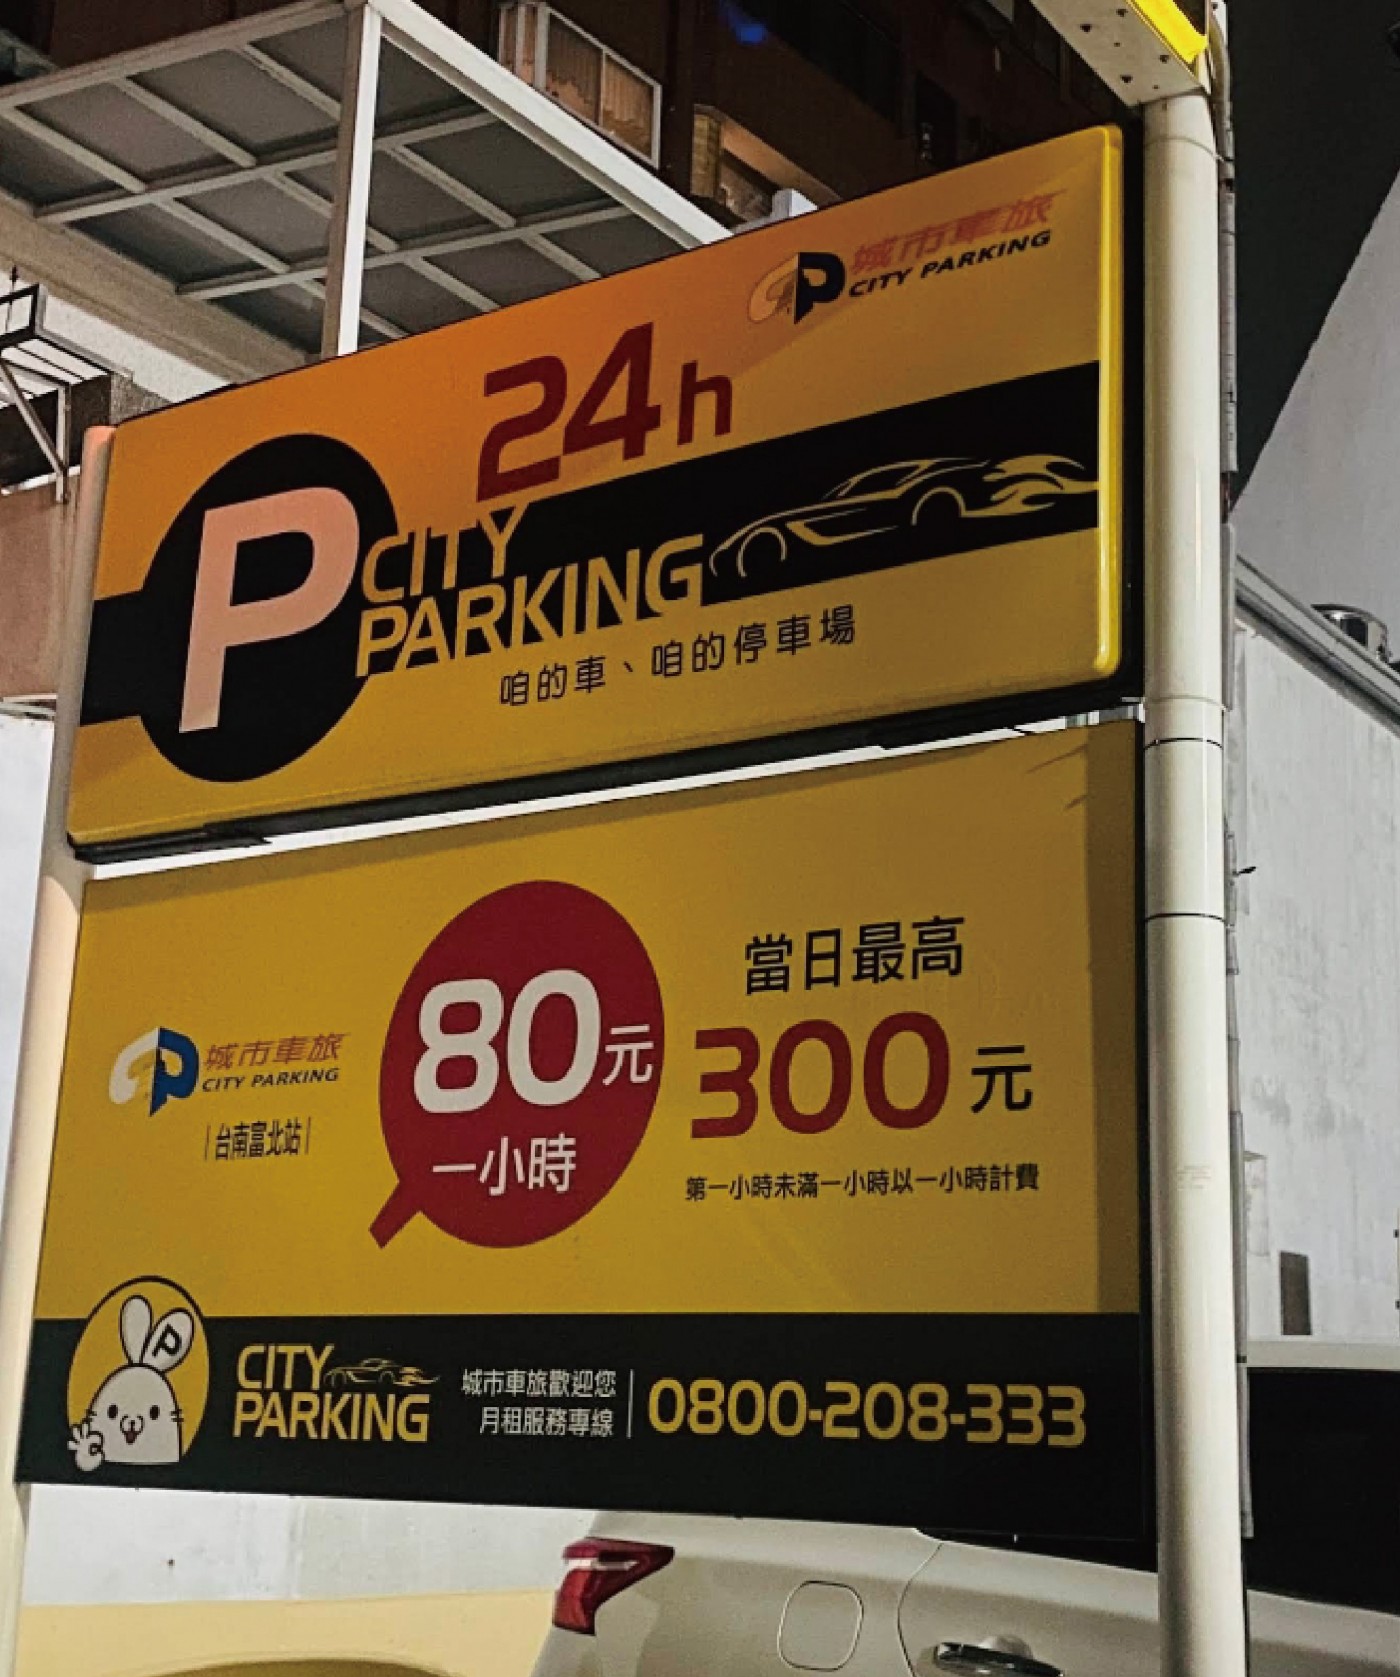 城市車旅
CITY PARKING
24h
P
CITY
PARKING
咱的車、咱的停車場
城市車旅
CITY PARKING
|台南富北站|
80元
一小時
當日最高
300元
第一小時未滿一小時以一小時計費
P
CITY
PARKING
城市車旅歡迎您
月租服務專線
0800-208-333